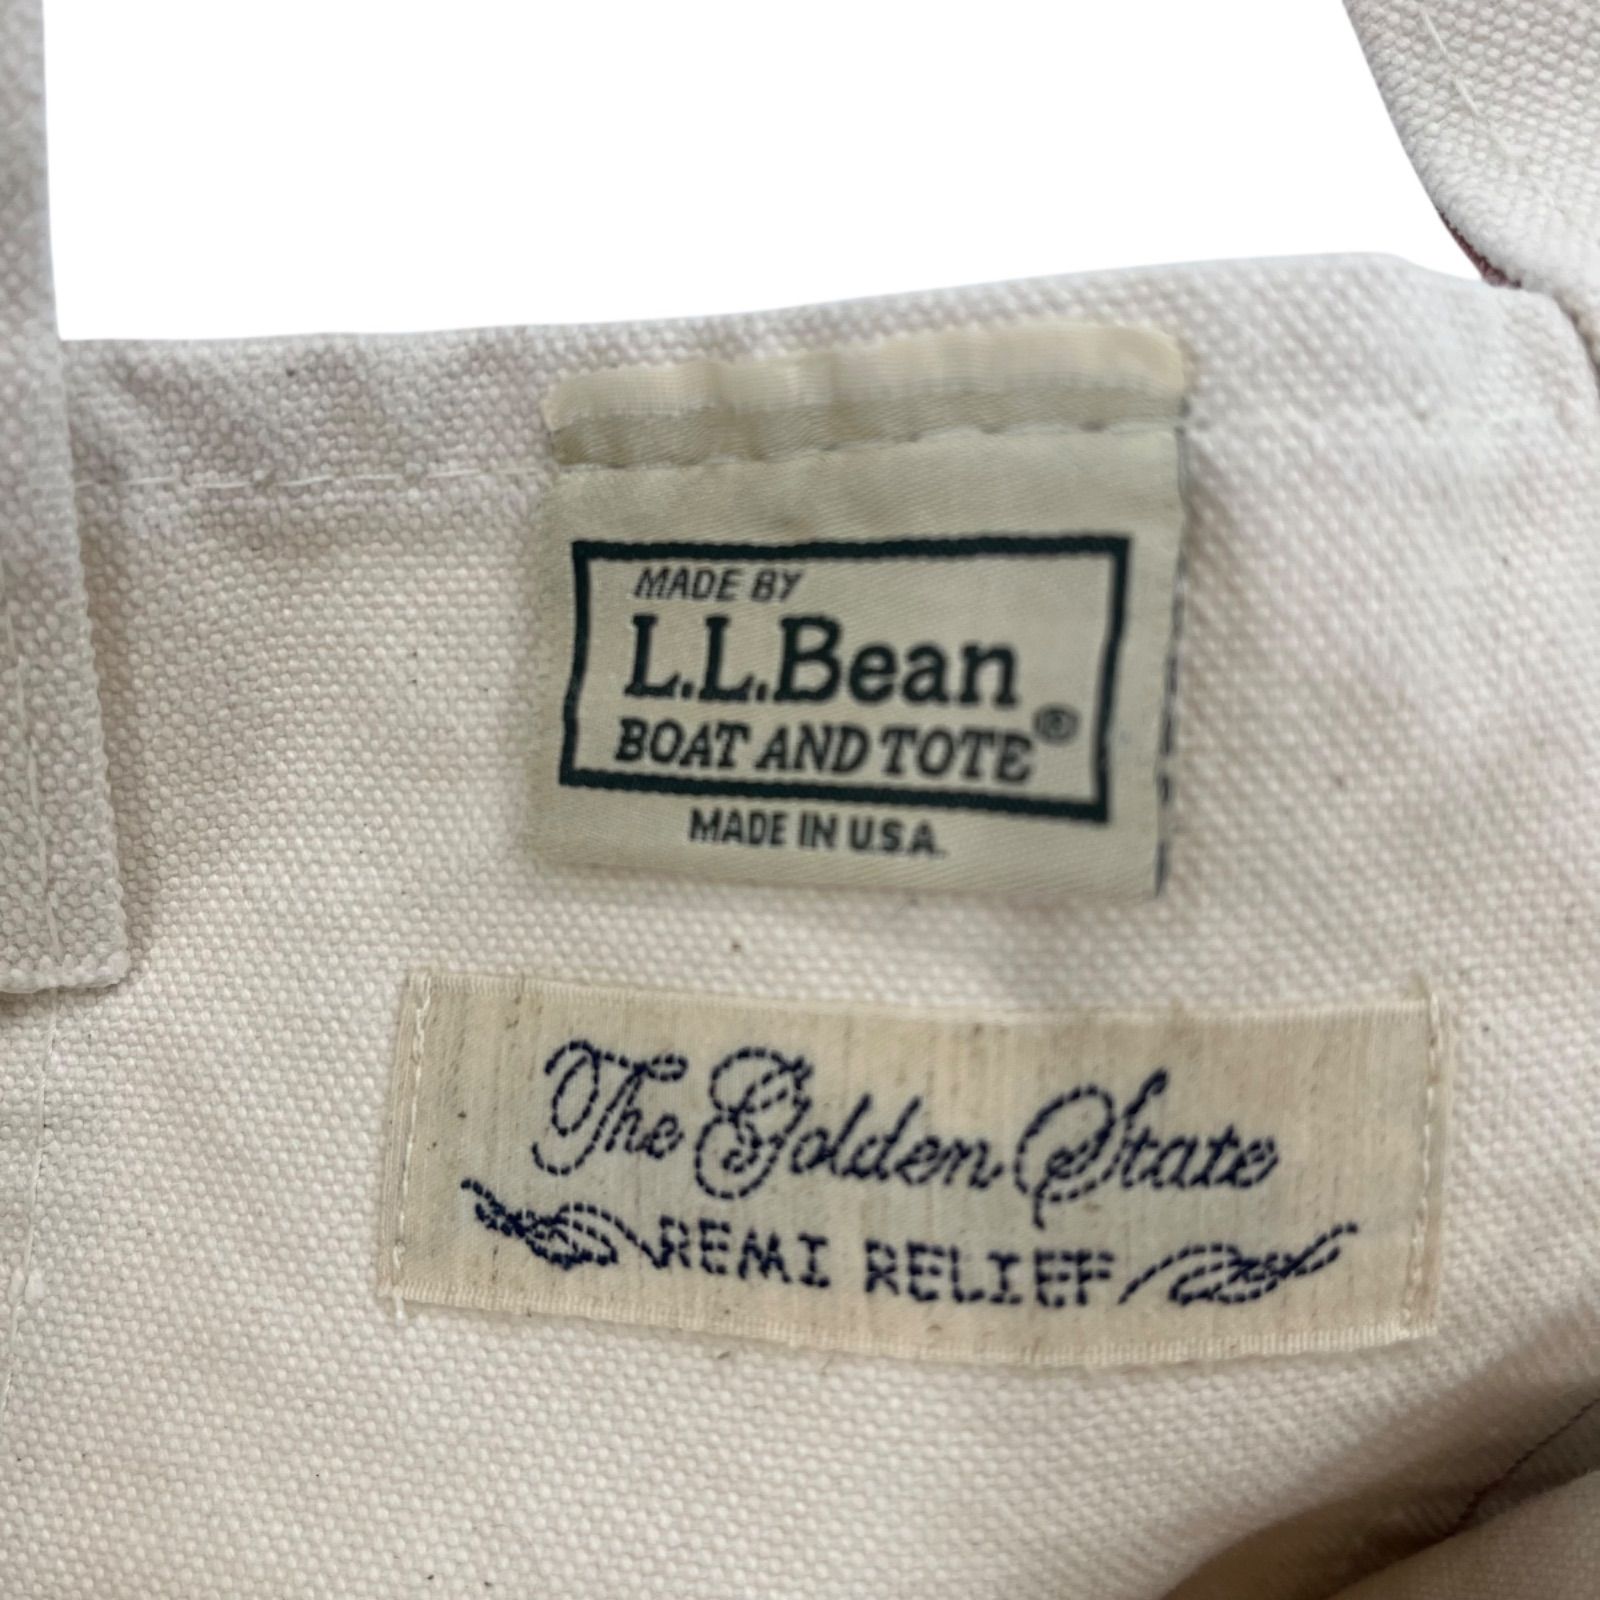 MADE BY
L.L.Bean
BOAT AND TOTE®
MADE IN U.S.A.
The Golden State
REMI RELIEF